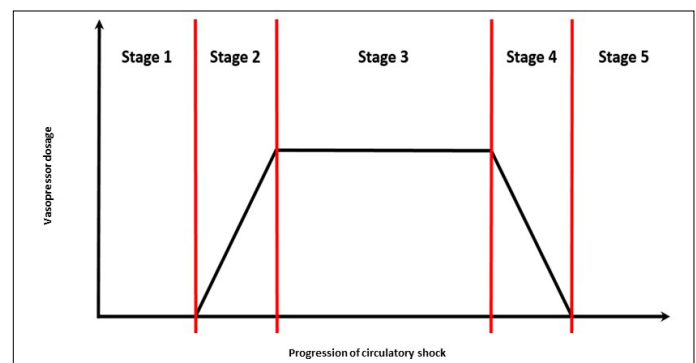 Stage 1 Stage 2 Stage 3 Stage 4 Stage 5
Vasopressor dosage
Progression of circulatory shock